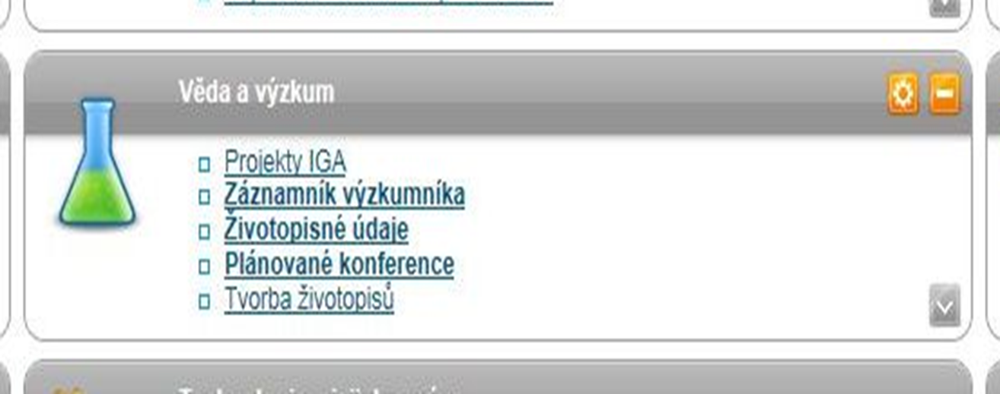 Věda a výzkum
Projekty IGA
Záznamník výzkumníka
Životopisné údaje
Plánované konference
Tvorba životopisů